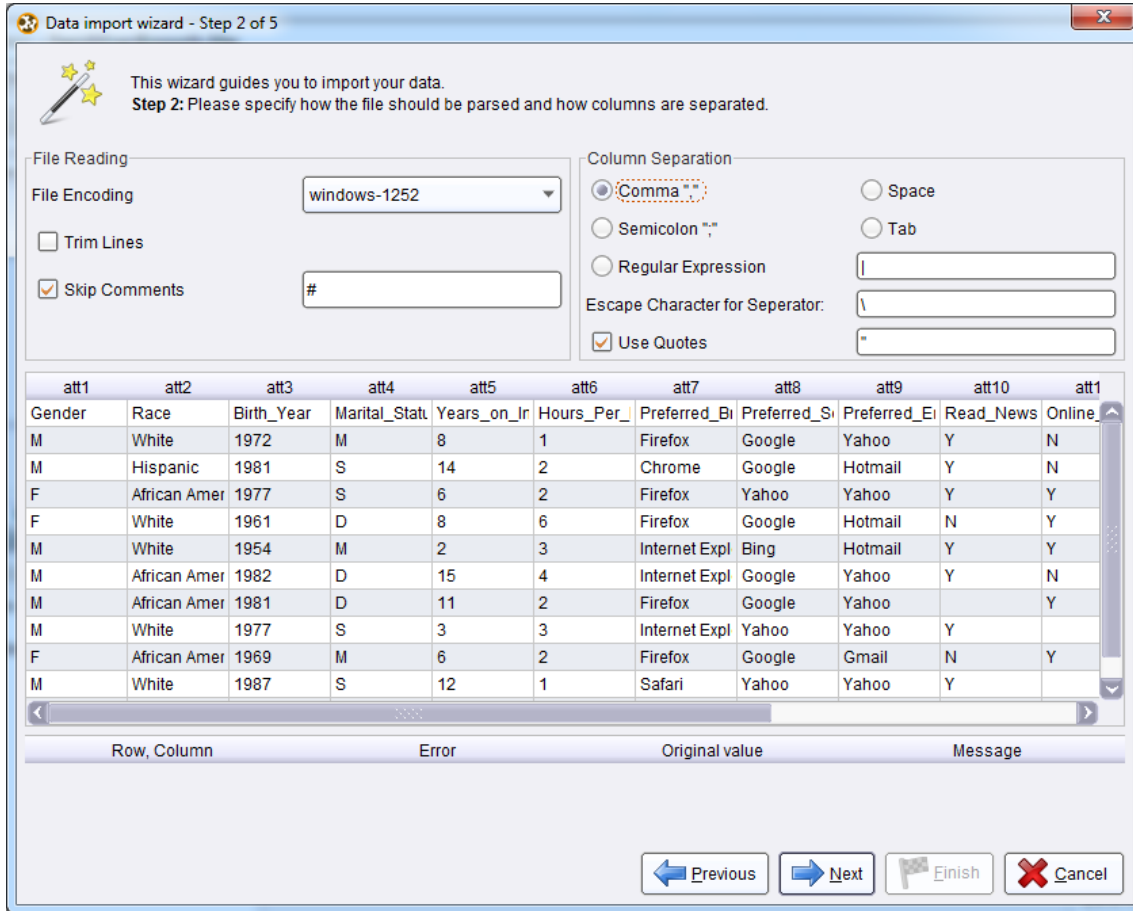 Data import wizard - Step 2 of 5
This wizard guides you to import your data.
Step 2: Please specify how the file should be parsed and how columns are separated.
File Reading
File Encoding windows-1252
Trim Lines
Skip Comments #
Column Separation
Comma "," Space
Semicolon ";" Tab
Regular Expression |
Escape Character for Seperator: \
Use Quotes "
att1 att2 att3 att4 att5 att6 att7 att8 att9 att10 att1
Gender Race Birth_Year Marital_Statu Years_on_In Hours_Per_ Preferred_Br Preferred_S Preferred_E Read_News Online_
M White 1972 M 8 1 Firefox Google Yahoo Y N
M Hispanic 1981 S 14 2 Chrome Google Hotmail Y N
F African Amer 1977 S 6 2 Firefox Yahoo Yahoo Y Y
F White 1961 D 8 6 Firefox Google Hotmail N Y
M White 1954 M 2 3 Internet Expl Bing Hotmail Y Y
M African Amer 1982 D 15 4 Internet Expl Google Yahoo Y N
M African Amer 1981 D 11 2 Firefox Google Yahoo Y
M White 1977 S 3 3 Internet Expl Yahoo Yahoo Y
F African Amer 1969 M 6 2 Firefox Google Gmail N Y
M White 1987 S 12 1 Safari Yahoo Yahoo Y
Row, Column Error Original value Message
Previous Next Finish Cancel